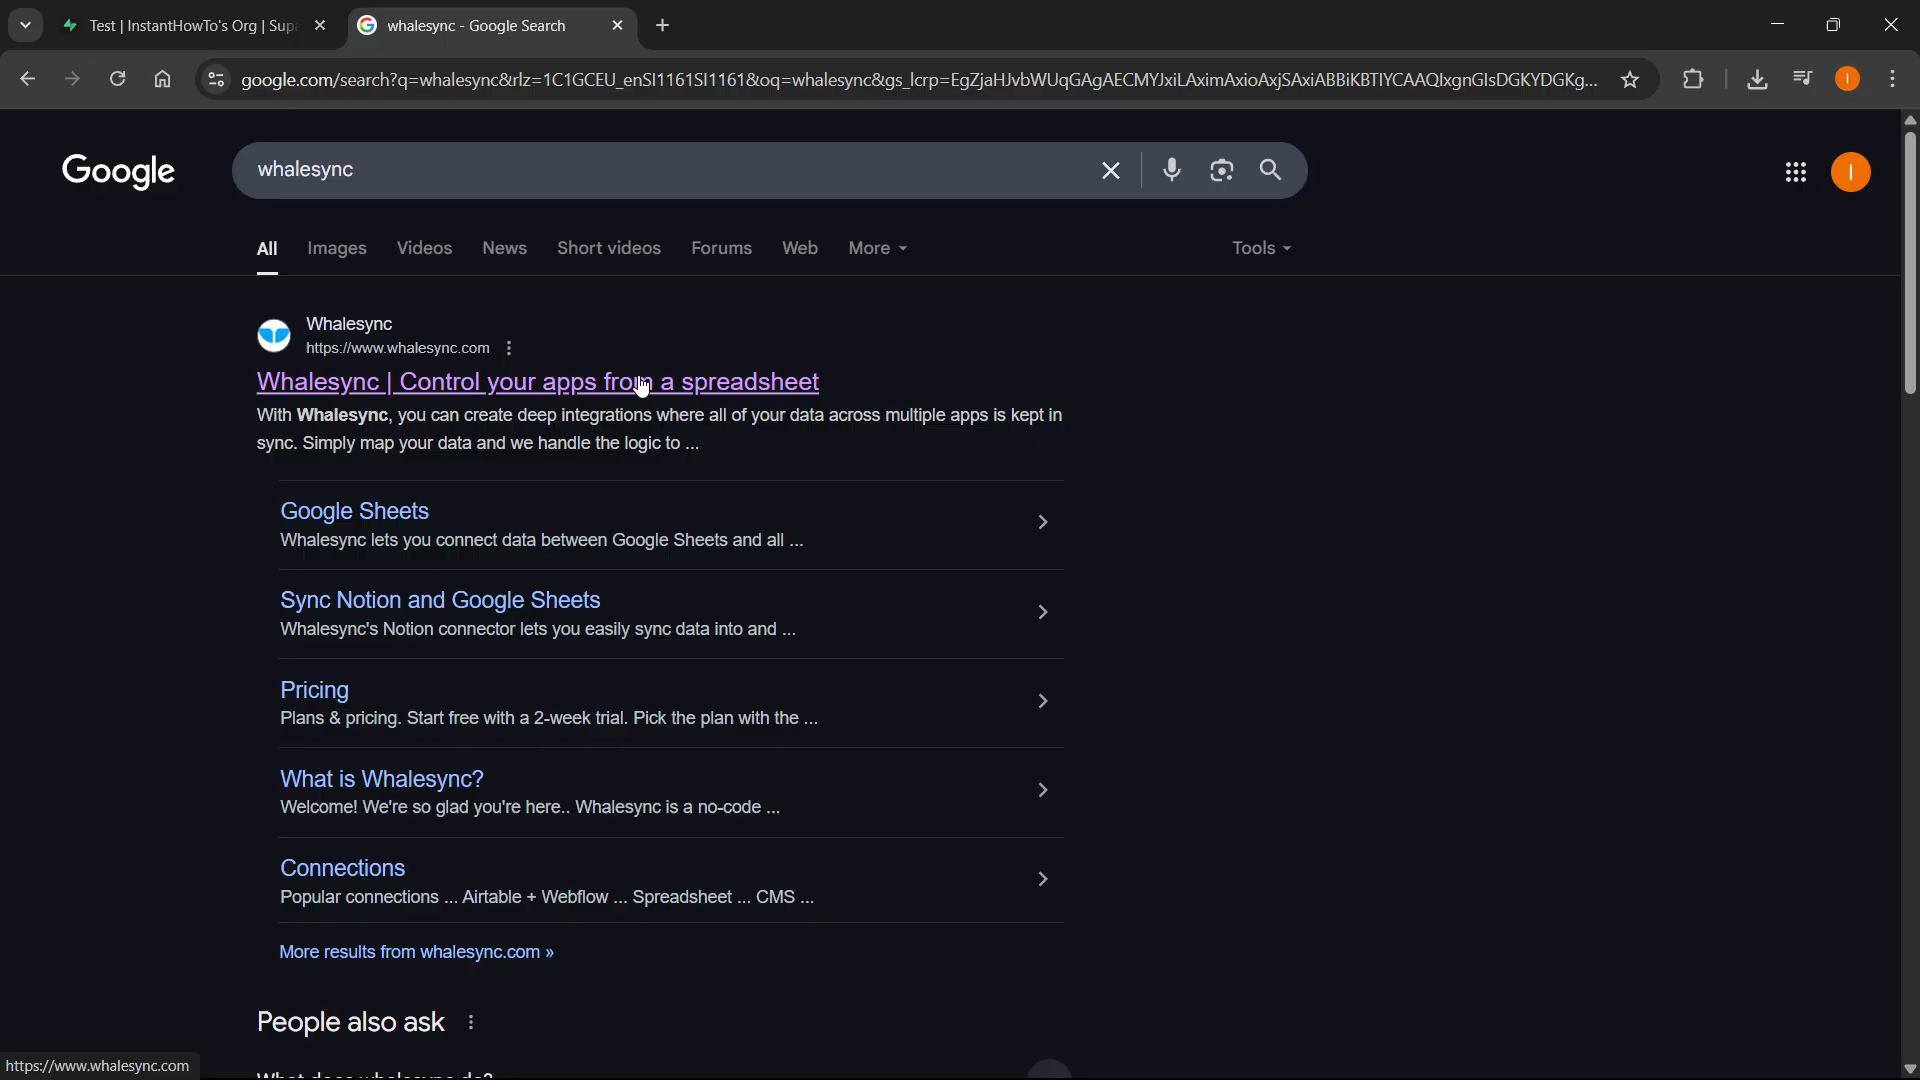 Test | InstantHowTo's Org | Sup
whalesync - Google Search
google.com/search?q=whalesync&rlz=1C1GCEU_enSI1161SI1161&oq=whalesync&gs_lcrp=EgZjaHJvbWUqGAgAECMYJxiLAximAxioAxjSAxiABBiKBTIYCAAQIxgnGIsDGKYDGKg...
I
Google
whalesync
I
All Images Videos News Short videos Forums Web More Tools
Whalesync
https://www.whalesync.com
Whalesync | Control your apps from a spreadsheet
With Whalesync, you can create deep integrations where all of your data across multiple apps is kept in
sync. Simply map your data and we handle the logic to ...
Google Sheets
Whalesync lets you connect data between Google Sheets and all ...
Sync Notion and Google Sheets
Whalesync's Notion connector lets you easily sync data into and ...
Pricing
Plans & pricing. Start free with a 2-week trial. Pick the plan with the ...
What is Whalesync?
Welcome! We're so glad you're here.. Whalesync is a no-code ...
Connections
Popular connections ... Airtable + Webflow ... Spreadsheet ... CMS ...
More results from whalesync.com »
People also ask
What does whalesync do?
https://www.whalesync.com